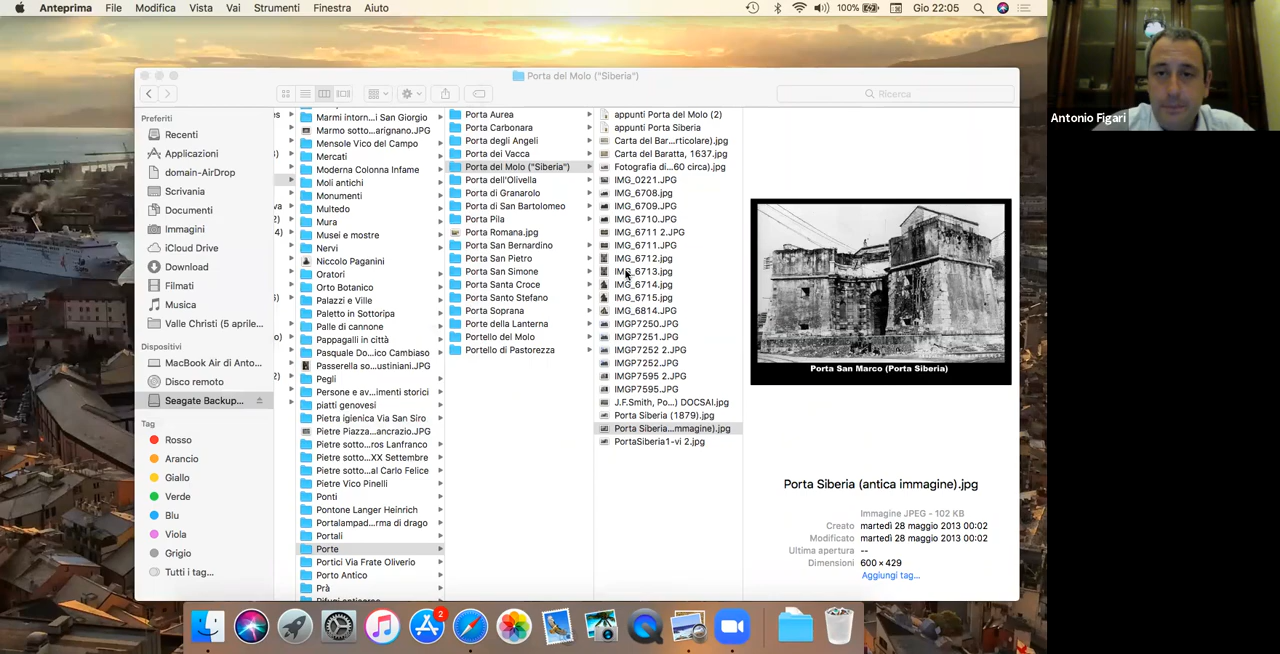 Anteprima File Modifica Vista Vai Strumenti Finestra Aiuto 100% Gio 22:05
Porta del Molo ("Siberia")
Ricerca
Preferiti
Recenti
Applicazioni
domain-AirDrop
Scrivania
Documenti
Immagini
iCloud Drive
Download
Filmati
Musica
Valle Christi (5 aprile...
Dispositivi
MacBook Air di Anto...
Disco remoto
Seagate Backup...
Tag
Rosso
Arancio
Giallo
Verde
Blu
Viola
Grigio
Tutti i tag...
Marmi intorn...i San Giorgio
Marmo sotto...arignano.JPG
Mensole Vico del Campo
Mercati
Moderna Colonna Infame
Moli antichi
Monumenti
Multedo
Mura
Musei e mostre
Nervi
Niccolo Paganini
Oratori
Orto Botanico
Palazzi e Ville
Paletto in Sottoripa
Palle di cannone
Pappagalli in città
Pasquale Do...ico Cambiaso
Passerella so...ustiniani.JPG
Pegli
Persone e av...imenti storici
piatti genovesi
Pietra igienica Via San Siro
Pietre Piazza...ancrazio.JPG
Pietre sotto...ros Lanfranco
Pietre sotto...XX Settembre
Pietre sotto...al Carlo Felice
Pietre Vico Pinelli
Ponti
Pontone Langer Heinrich
Portalampad...rma di drago
Portali
Porte
Portici Via Frate Oliverio
Porto Antico
Prà
Porta Aurea
Porta Carbonara
Porta degli Angeli
Porta dei Vacca
Porta del Molo ("Siberia")
Porta dell'Olivella
Porta di Granarolo
Porta di San Bartolomeo
Porta Pila
Porta Romana.jpg
Porta San Bernardino
Porta San Pietro
Porta San Simone
Porta Santa Croce
Porta Santo Stefano
Porta Soprana
Porte della Lanterna
Portello del Molo
Portello di Pastorezza
appunti Porta del Molo (2)
appunti Porta Siberia
Carta del Bar...rticolare).jpg
Carta del Baratta, 1637.jpg
Fotografia di...60 circa).jpg
IMG_0221.JPG
IMG_6708.jpg
IMG_6709.JPG
IMG_6710.JPG
IMG_6711 2.JPG
IMG_6711.JPG
IMG_6712.jpg
IMG_6713.jpg
IMG_6714.jpg
IMG_6715.jpg
IMG_6814.JPG
IMGP7250.JPG
IMGP7251.JPG
IMGP7252 2.JPG
IMGP7252.JPG
IMGP7595 2.JPG
IMGP7595.JPG
J.F.Smith, Po...) DOCSAI.jpg
Porta Siberia (1879).jpg
Porta Siberia...mmagine).jpg
PortaSiberia1-vi 2.jpg
Porta San Marco (Porta Siberia)
Porta Siberia (antica immagine).jpg
Immagine JPEG - 102 KB
Creato martedì 28 maggio 2013 00:02
Modificato martedì 28 maggio 2013 00:02
Ultima apertura --
Dimensioni 600 × 429
Aggiungi tag...
2
Antonio Figari